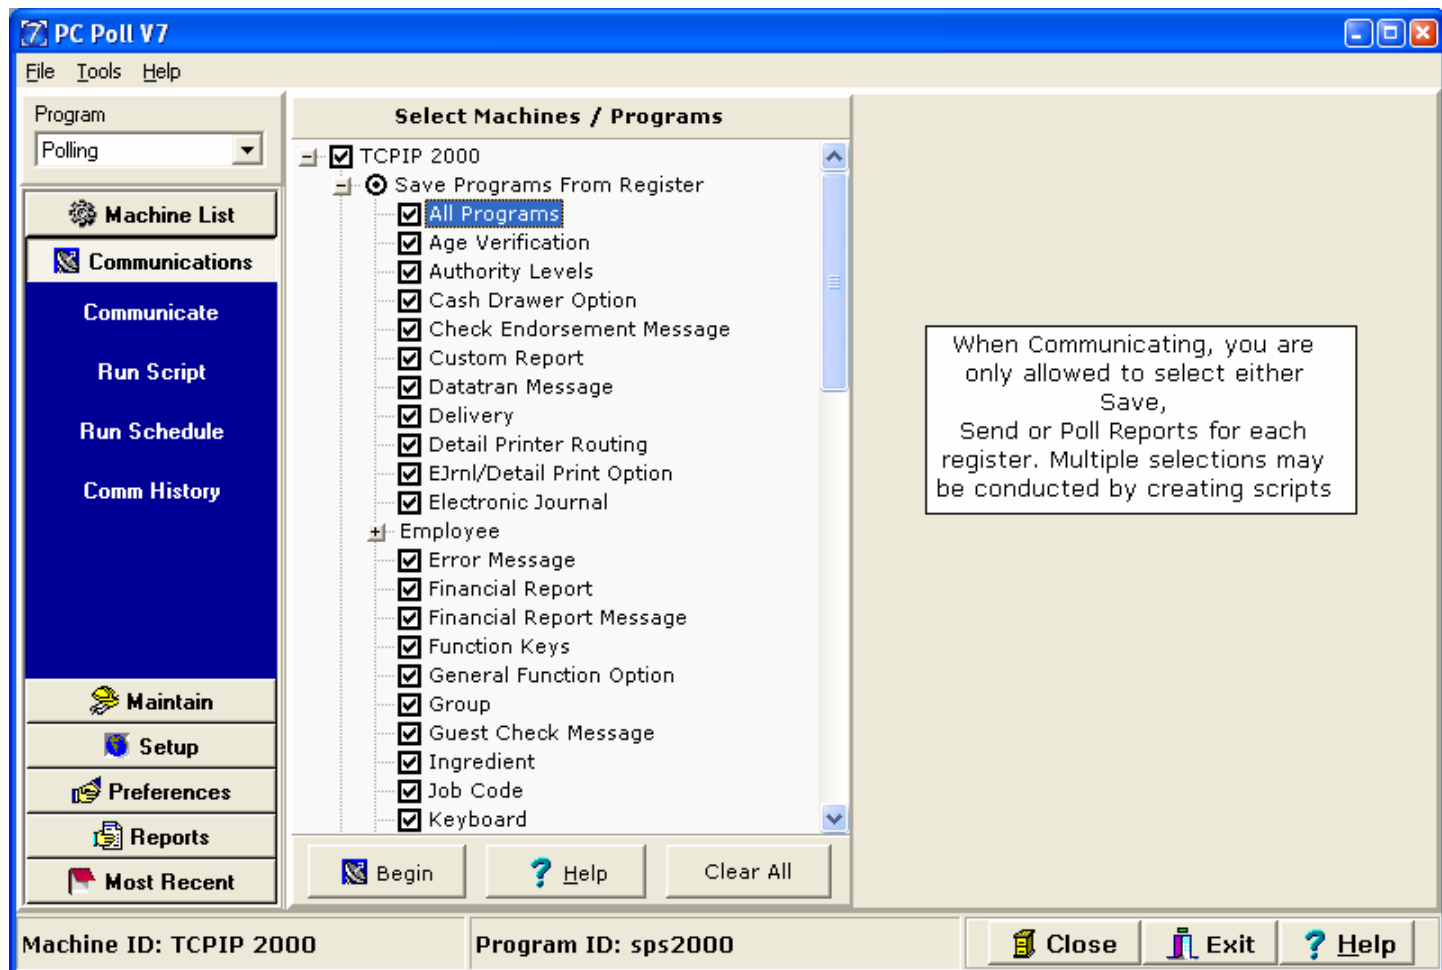 PC Poll V7
File Tools Help
Program
Polling
Machine List
Communications
Communicate
Run Script
Run Schedule
Comm History
Maintain
Setup
Preferences
Reports
Most Recent
Select Machines / Programs
TCPIP 2000
Save Programs From Register
All Programs
Age Verification
Authority Levels
Cash Drawer Option
Check Endorsement Message
Custom Report
Datatran Message
Delivery
Detail Printer Routing
EJrnl/Detail Print Option
Electronic Journal
Employee
Error Message
Financial Report
Financial Report Message
Function Keys
General Function Option
Group
Guest Check Message
Ingredient
Job Code
Keyboard
Begin
Help
Clear All
When Communicating, you are
only allowed to select either
Save,
Send or Poll Reports for each
register. Multiple selections may
be conducted by creating scripts
Machine ID: TCPIP 2000
Program ID: sps2000
Close
Exit
Help